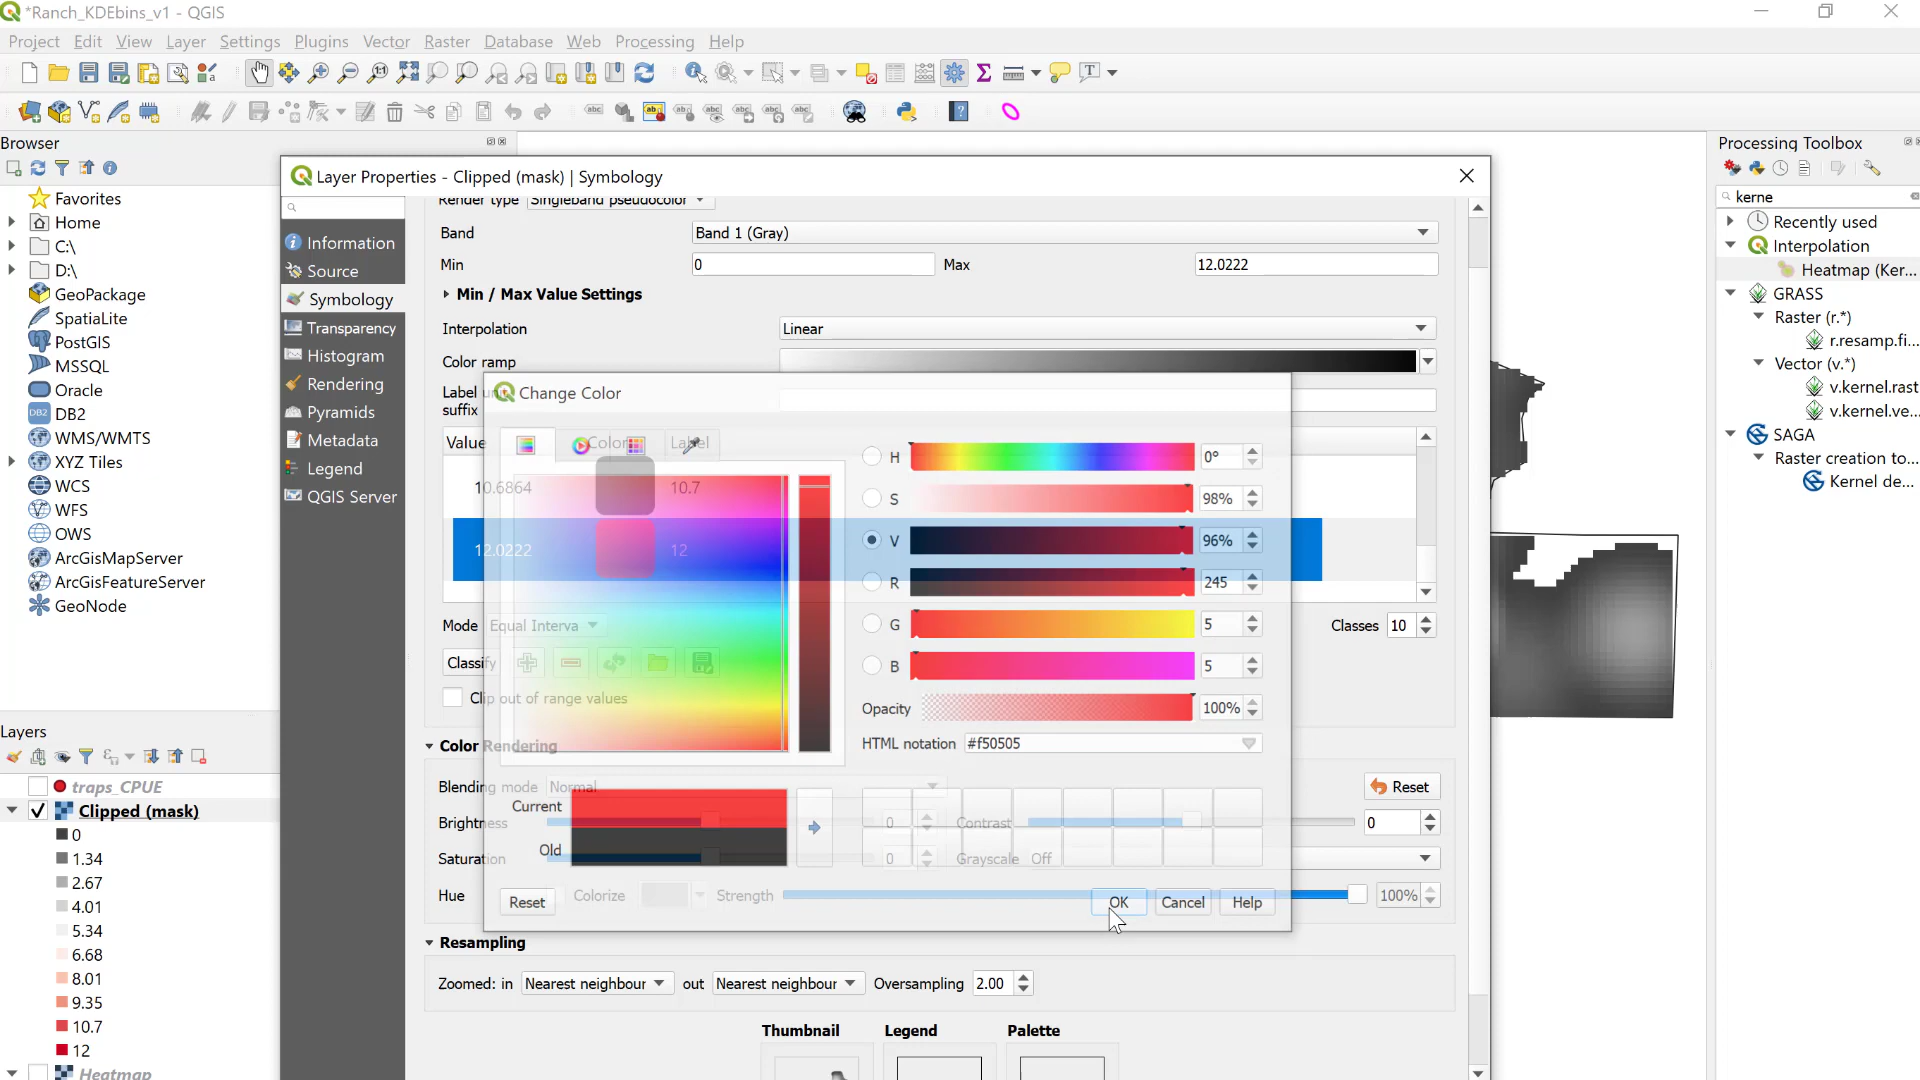 *Ranch_KDEbins_v1 - QGIS
Project Edit View Layer Settings Plugins Vector Raster Database Web Processing Help
Browser
Favorites
Home
C:\
D:\
GeoPackage
SpatiaLite
PostGIS
MSSQL
Oracle
DB2
WMS/WMTS
XYZ Tiles
WCS
WFS
OWS
ArcGisMapServer
ArcGisFeatureServer
GeoNode
Layers
traps_CPUE
Clipped (mask)
0
1.34
2.67
4.01
5.34
6.68
8.01
9.35
10.7
12
Heatmap
Layer Properties - Clipped (mask) | Symbology
Information
Source
Symbology
Transparency
Histogram
Rendering
Pyramids
Metadata
Legend
QGIS Server
Render type Singleband pseudocolor
Band Band 1 (Gray)
Min 0 Max 12.0222
Min / Max Value Settings
Interpolation Linear
Color ramp
Label
suffix
Value Color Label
10.6864 10.7
12.0222 12
Mode Equal Interva Classes 10
Classify
Clip out of range values
Color Rendering
Blending mode Normal Reset
Brightness 0 Contrast 0
Saturation 0 Grayscale Off
Hue Colorize Strength 100%
Resampling
Zoomed: in Nearest neighbour out Nearest neighbour Oversampling 2.00
Thumbnail Legend Palette
Change Color
H 0°
S 98%
V 96%
R 245
G 5
B 5
Opacity 100%
HTML notation #f50505
Current
Old
Reset OK Cancel Help
Processing Toolbox
kerne
Recently used
Interpolation
Heatmap (Ker...
GRASS
Raster (r.*)
r.resamp.fi...
Vector (v.*)
v.kernel.rast
v.kernel.ve...
SAGA
Raster creation to...
Kernel de...